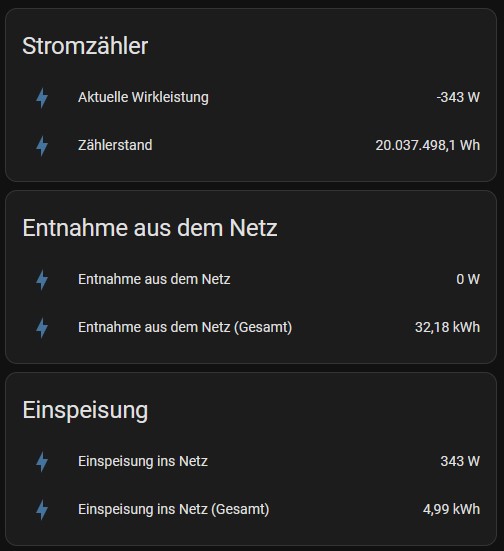 Stromzähler
Aktuelle Wirkleistung -343 W
Zählerstand 20.037.498,1 Wh
Entnahme aus dem Netz
Entnahme aus dem Netz 0 W
Entnahme aus dem Netz (Gesamt) 32,18 kWh
Einspeisung
Einspeisung ins Netz 343 W
Einspeisung ins Netz (Gesamt) 4,99 kWh